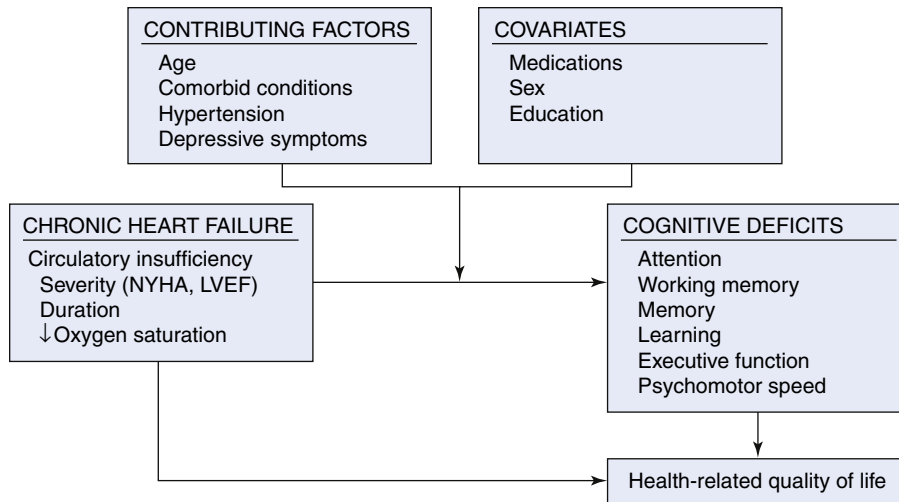 CONTRIBUTING FACTORS
Age
Comorbid conditions
Hypertension
Depressive symptoms
COVARIATES
Medications
Sex
Education
CHRONIC HEART FAILURE
Circulatory insufficiency
Severity (NYHA, LVEF)
Duration
↓Oxygen saturation
COGNITIVE DEFICITS
Attention
Working memory
Memory
Learning
Executive function
Psychomotor speed
Health-related quality of life